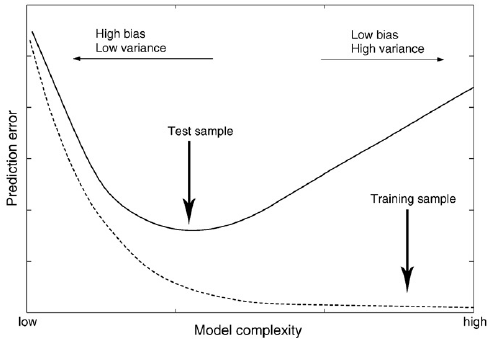 High bias
Low variance
Low bias
High variance
Test sample
Training sample
Prediction error
low
Model complexity
high